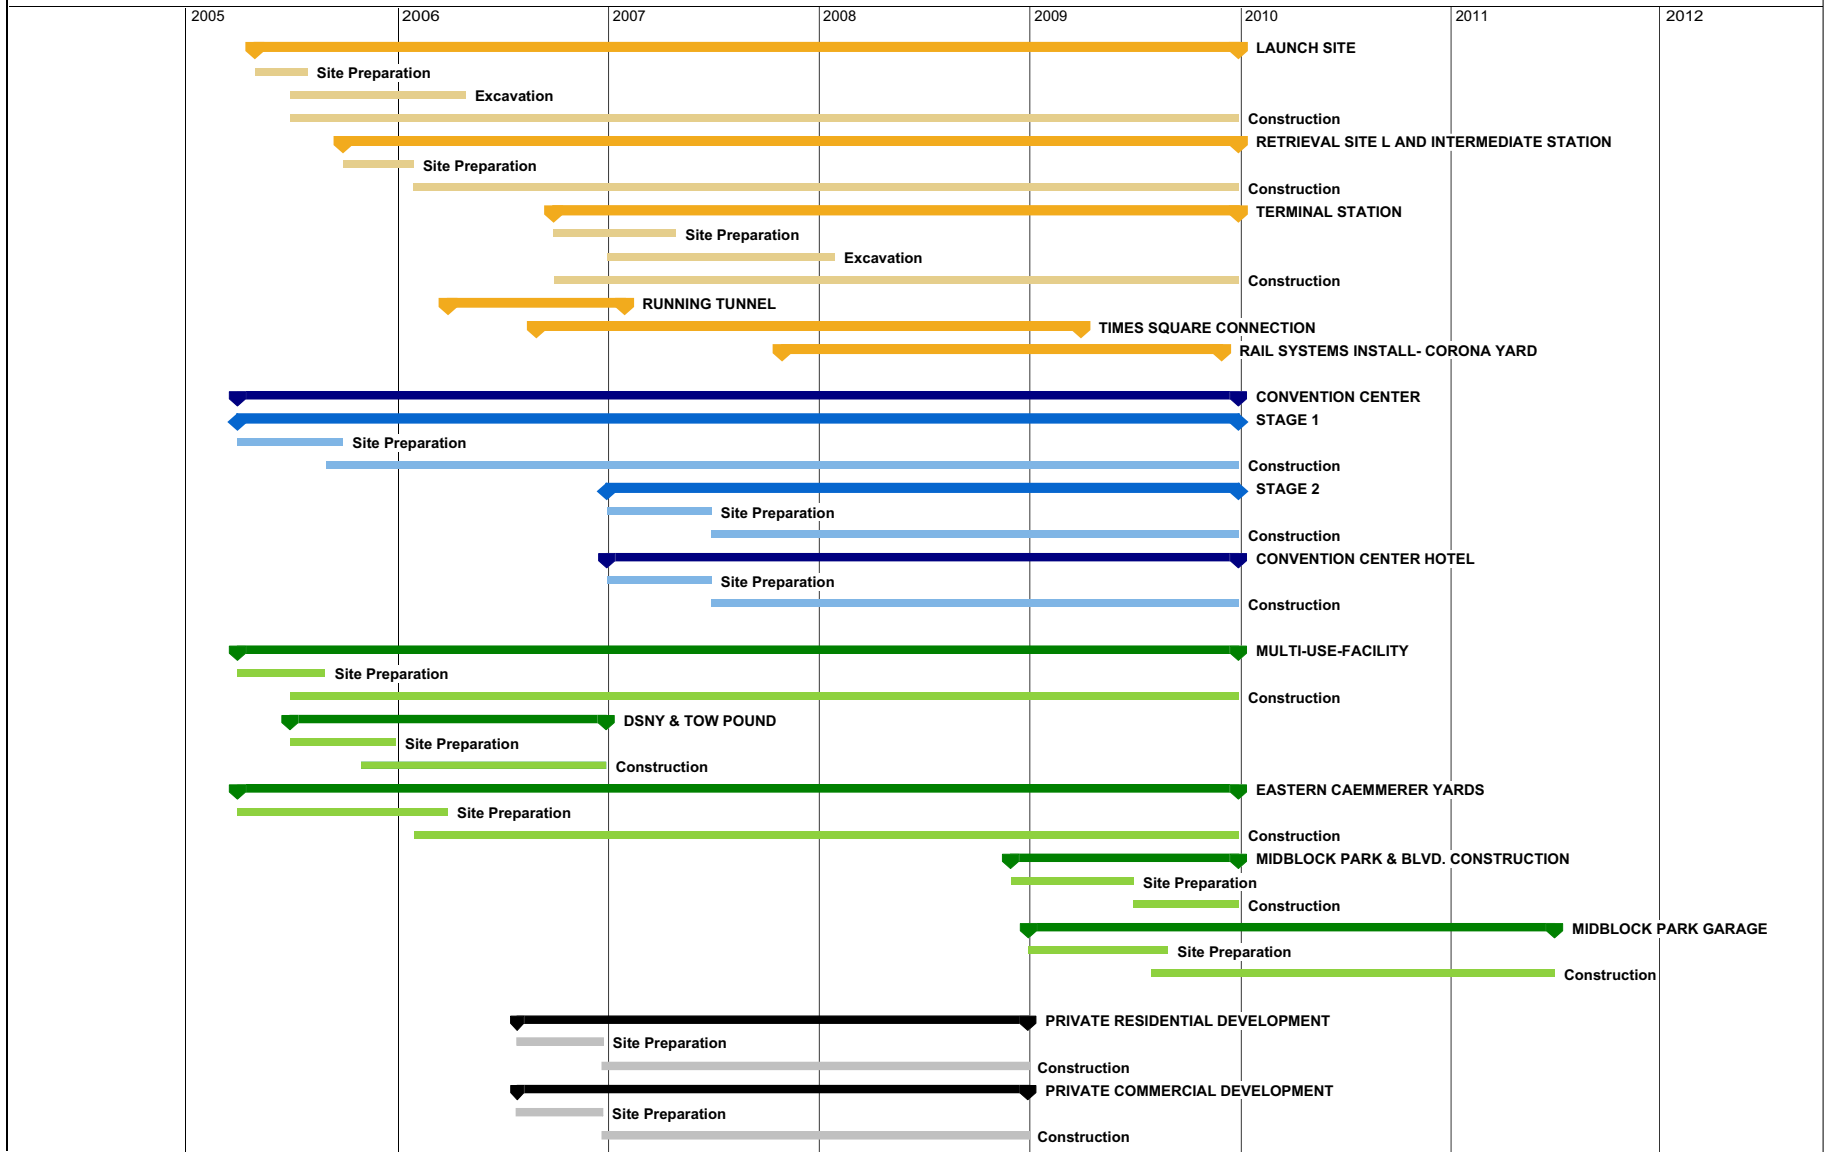 2005 2006 2007 2008 2009 2010 2011 2012
LAUNCH SITE
Site Preparation
Excavation
Construction
RETRIEVAL SITE L AND INTERMEDIATE STATION
Site Preparation
Construction
TERMINAL STATION
Site Preparation
Excavation
Construction
RUNNING TUNNEL
TIMES SQUARE CONNECTION
RAIL SYSTEMS INSTALL- CORONA YARD
CONVENTION CENTER
STAGE 1
Site Preparation
Construction
STAGE 2
Site Preparation
Construction
CONVENTION CENTER HOTEL
Site Preparation
Construction
MULTI-USE-FACILITY
Site Preparation
Construction
DSNY & TOW POUND
Site Preparation
Construction
EASTERN CAEMMERER YARDS
Site Preparation
Construction
MIDBLOCK PARK & BLVD. CONSTRUCTION
Site Preparation
Construction
MIDBLOCK PARK GARAGE
Site Preparation
Construction
PRIVATE RESIDENTIAL DEVELOPMENT
Site Preparation
Construction
PRIVATE COMMERCIAL DEVELOPMENT
Site Preparation
Construction